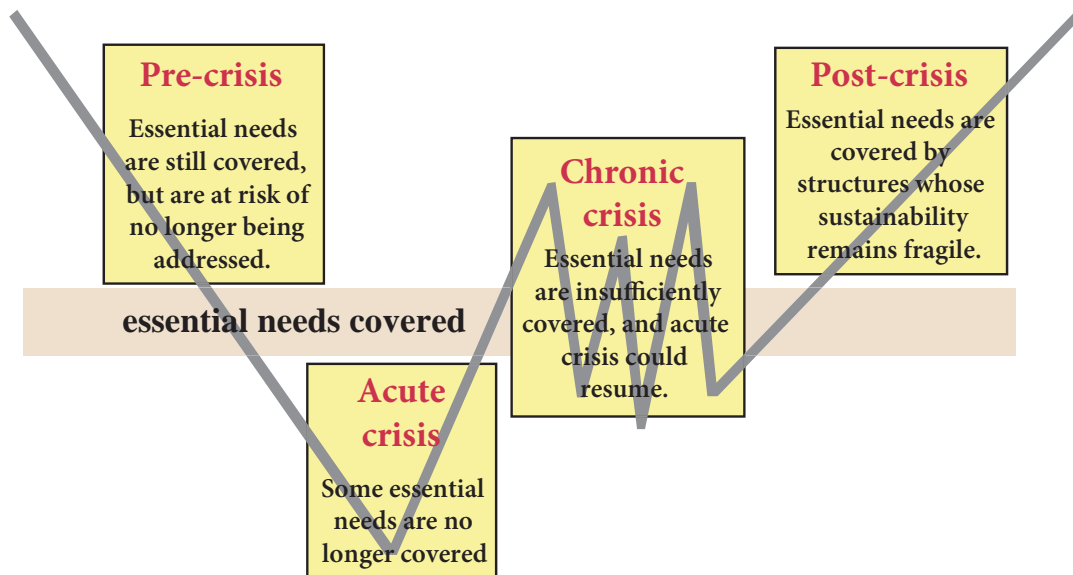 Pre-crisis
Essential needs
are still covered,
but are at risk of
no longer being
addressed.
essential needs covered
Acute
crisis
Some essential
needs are no
longer covered
Chronic
crisis
Essential needs
are insufficiently
covered, and acute
crisis could
resume.
Post-crisis
Essential needs are
covered by
structures whose
sustainability
remains fragile.